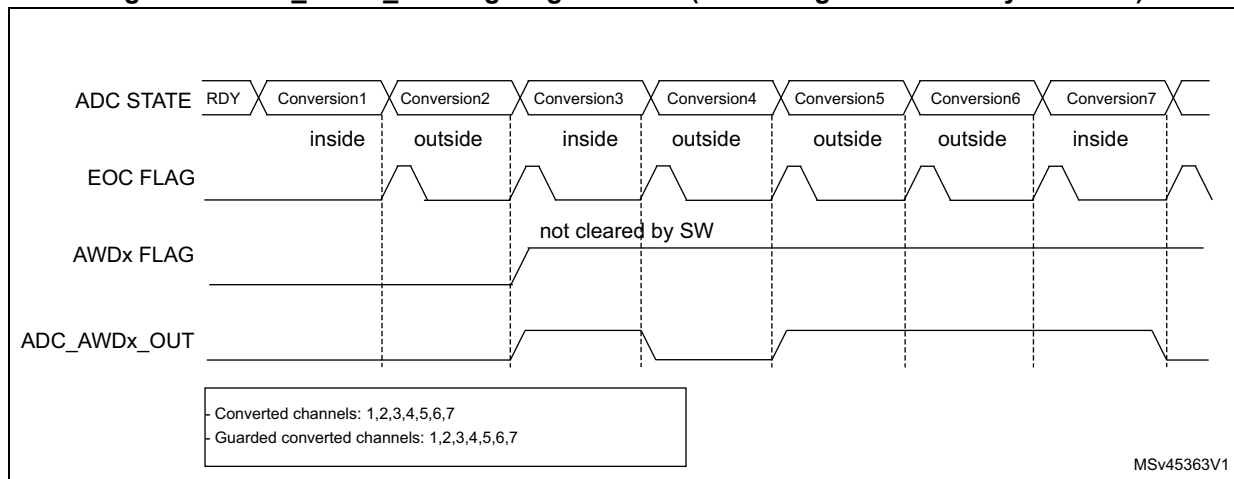 ADC STATE RDY Conversion1 Conversion2 Conversion3 Conversion4 Conversion5 Conversion6 Conversion7
inside outside inside outside outside outside inside
EOC FLAG
not cleared by SW
AWDx FLAG
ADC_AWDx_OUT
- Converted channels: 1,2,3,4,5,6,7
- Guarded converted channels: 1,2,3,4,5,6,7
MSv45363V1